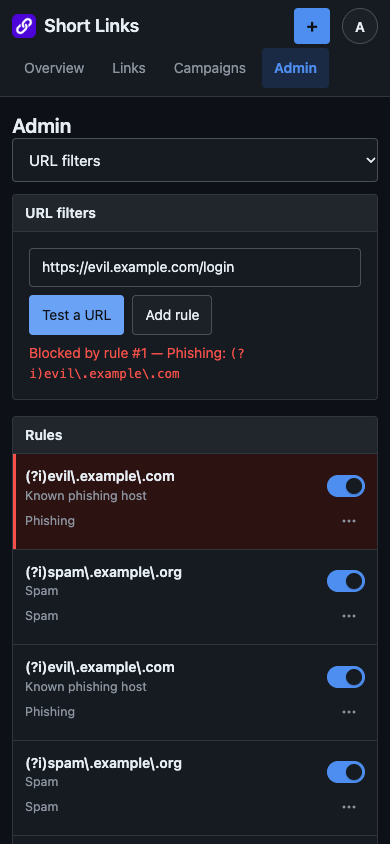 Short Links
+
A
Overview
Links
Campaigns
Admin
Admin
URL filters
URL filters
https://evil.example.com/login
Test a URL
Add rule
Blocked by rule #1 — Phishing: (?
i)evil\.example\.com
Rules
(?i)evil\.example\.com
Known phishing host
Phishing
(?i)spam\.example\.org
Spam
Spam
(?i)evil\.example\.com
Known phishing host
Phishing
(?i)spam\.example\.org
Spam
Spam